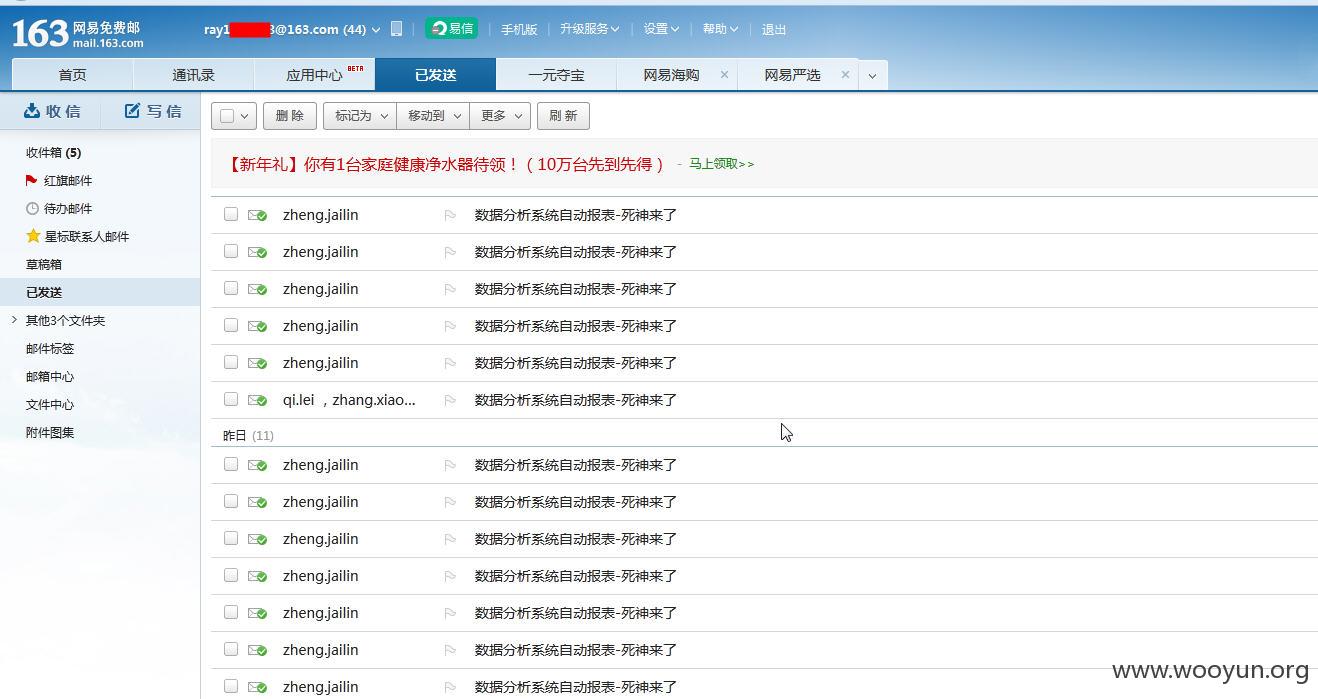 163 网易免费邮
mail.163.com
ray1 3@163.com (44) 易信 手机版 升级服务 设置 帮助 退出
首页 通讯录 应用中心 BETA 已发送 一元夺宝 网易海购 × 网易严选 ×
收信 写信
删 除 标记为 移动到 更多 刷 新
收件箱 (5)
红旗邮件
待办邮件
星标联系人邮件
草稿箱
已发送
其他3个文件夹
邮件标签
邮箱中心
文件中心
附件图集
【新年礼】你有1台家庭健康净水器待领！（10万台先到先得） - 马上领取>>
zheng.jailin 数据分析系统自动报表-死神来了
zheng.jailin 数据分析系统自动报表-死神来了
zheng.jailin 数据分析系统自动报表-死神来了
zheng.jailin 数据分析系统自动报表-死神来了
zheng.jailin 数据分析系统自动报表-死神来了
qi.lei ，zhang.xiao... 数据分析系统自动报表-死神来了
昨日 (11)
zheng.jailin 数据分析系统自动报表-死神来了
zheng.jailin 数据分析系统自动报表-死神来了
zheng.jailin 数据分析系统自动报表-死神来了
zheng.jailin 数据分析系统自动报表-死神来了
zheng.jailin 数据分析系统自动报表-死神来了
zheng.jailin 数据分析系统自动报表-死神来了
zheng.jailin 数据分析系统自动报表-死神来了
www.wooyun.org